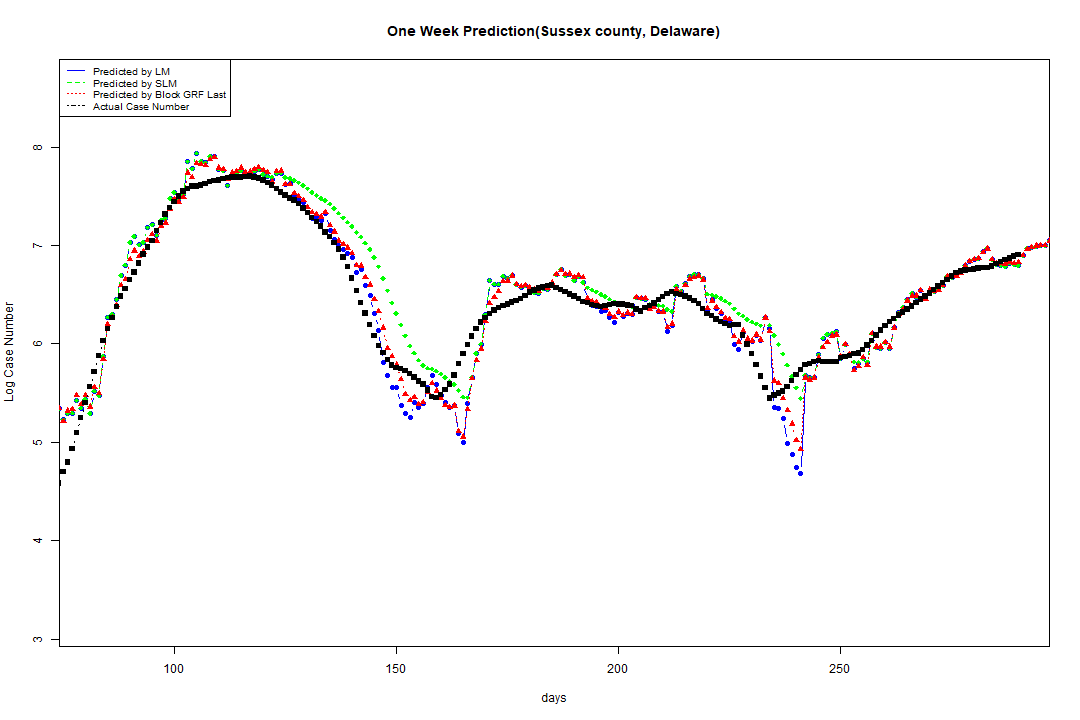 One Week Prediction(Sussex county, Delaware)
Predicted by LM
Predicted by SLM
Predicted by Block GRF Last
Actual Case Number
Log Case Number
8
7
6
5
4
3
100 150 200 250
days